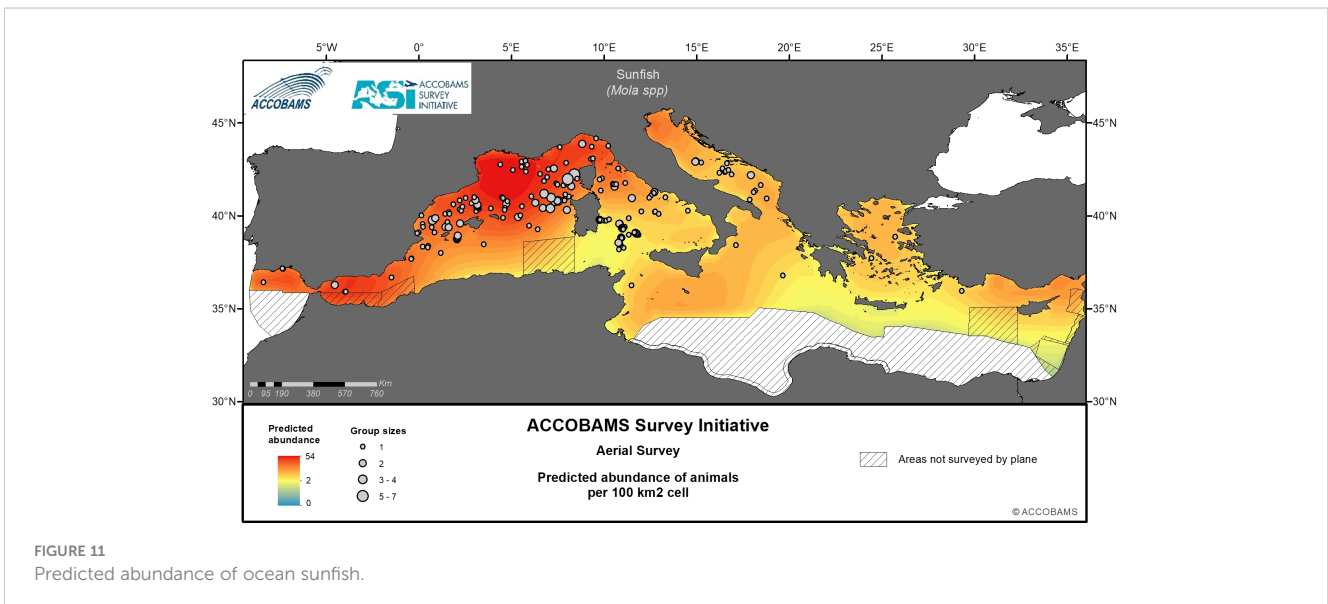 5°W 0° 5°E 10°E 15°E 20°E 25°E 30°E 35°E
ACCOBAMS
ASI ACCOBAMS
SURVEY
INITIATIVE
Sunfish
(Mola spp)
45°N 45°N
40°N 40°N
35°N 35°N
30°N 30°N
Km
0 95 190 380 570 760
Predicted
abundance
54
2
0
Group sizes
1
2
3 - 4
5 - 7
ACCOBAMS Survey Initiative
Aerial Survey
Predicted abundance of animals
per 100 km2 cell
Areas not surveyed by plane
© ACCOBAMS
FIGURE 11
Predicted abundance of ocean sunfish.